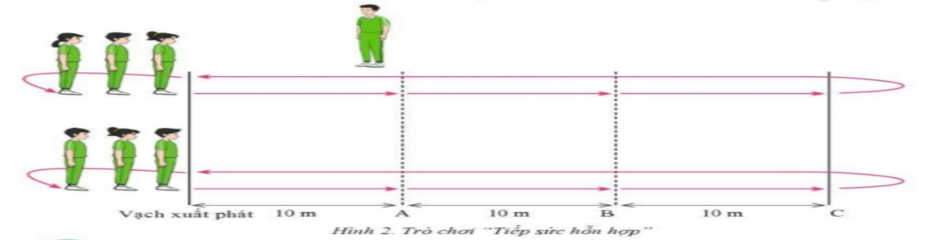 Vạch xuất phát 10 m A 10 m B 10 m C
Hình 2. Trò chơi "Tiếp sức hỗn hợp"